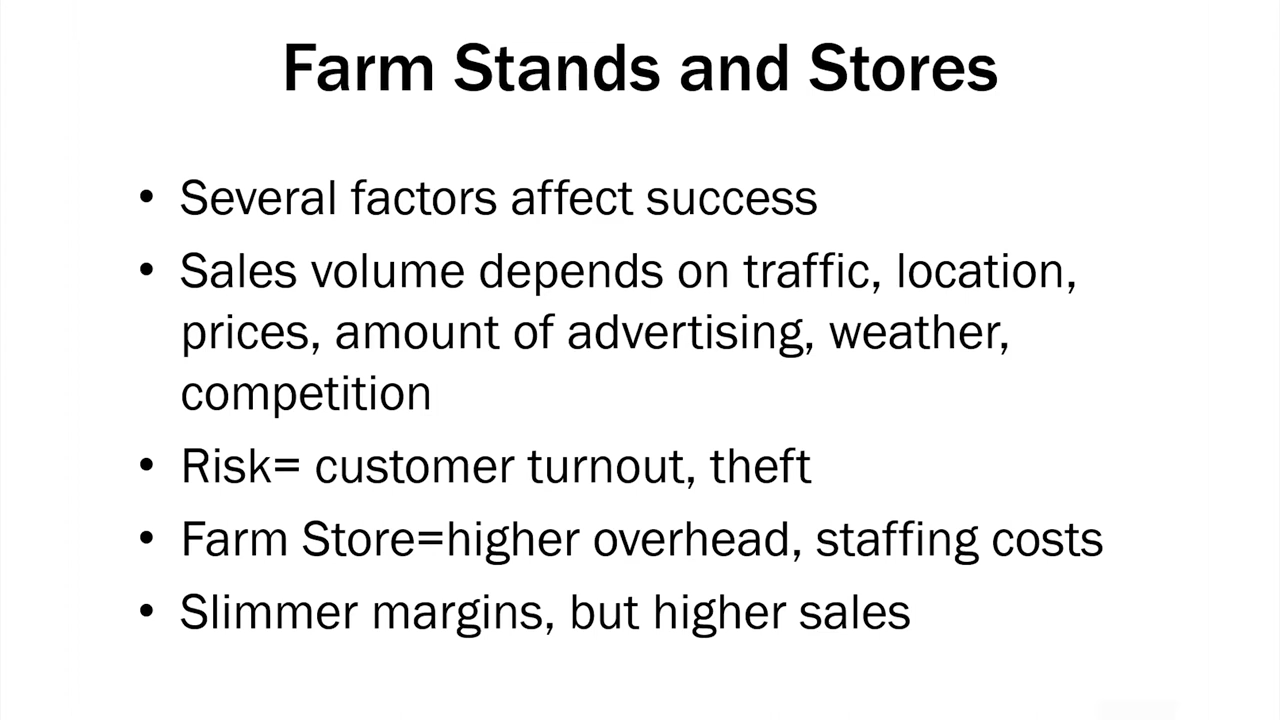 Farm Stands and Stores
• Several factors affect success
• Sales volume depends on traffic, location,
prices, amount of advertising, weather,
competition
• Risk= customer turnout, theft
• Farm Store=higher overhead, staffing costs
• Slimmer margins, but higher sales